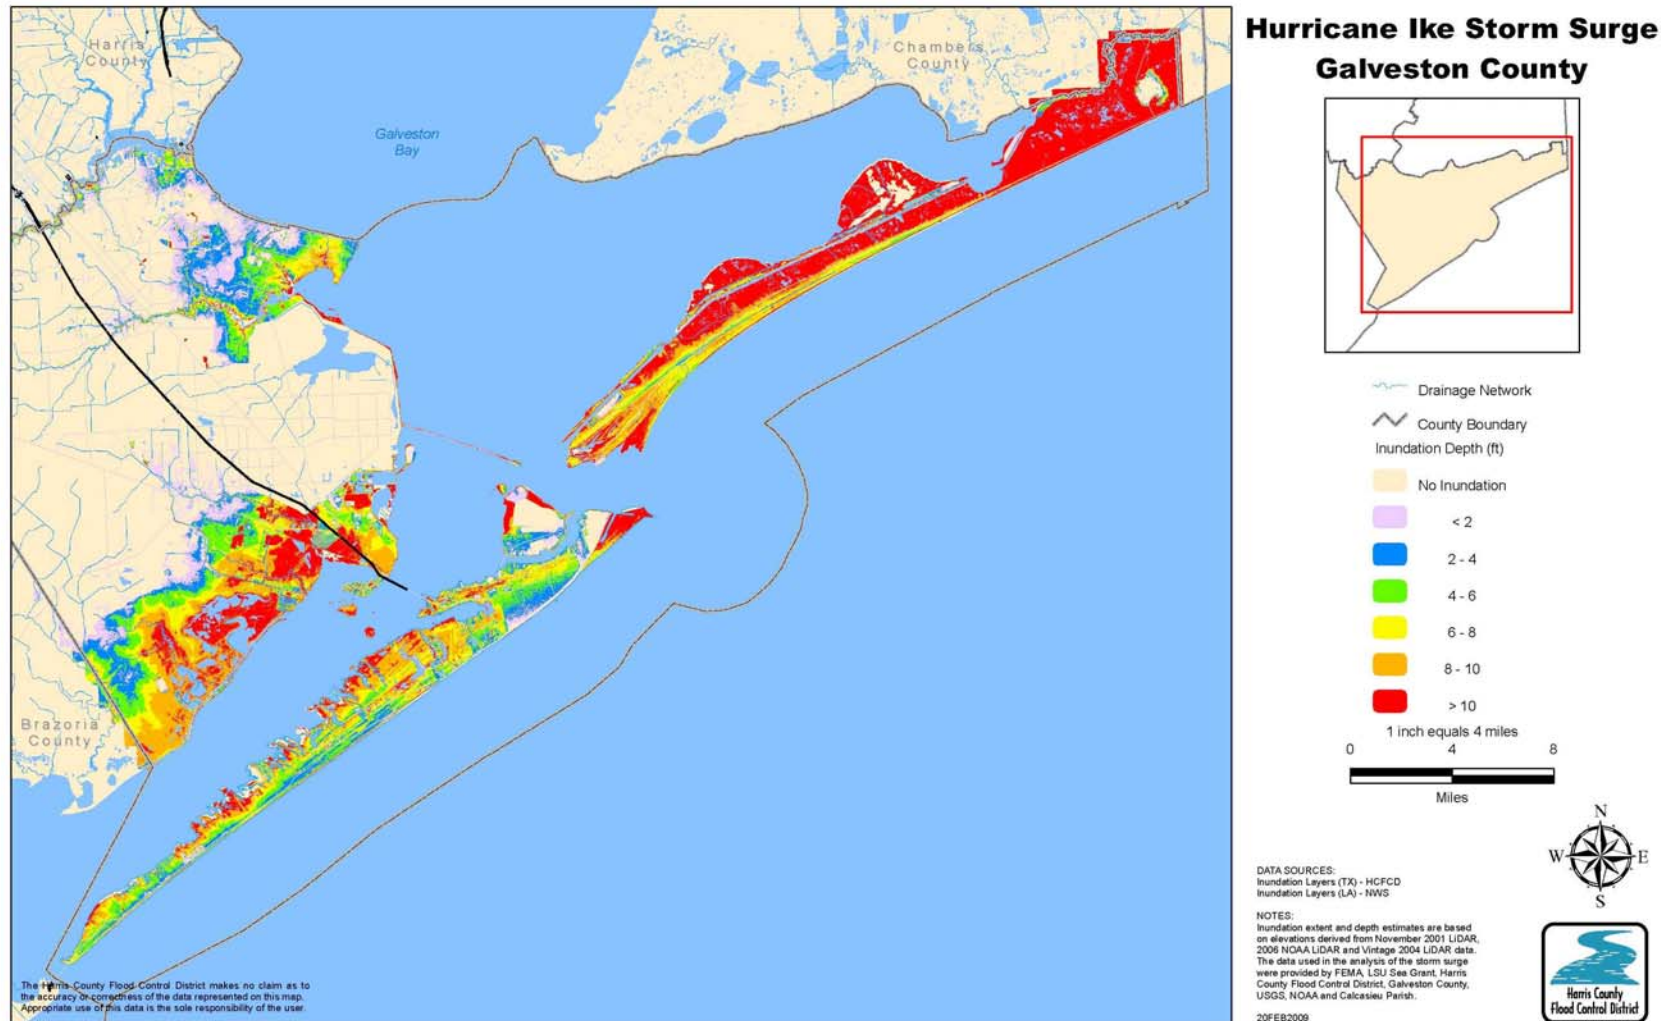 Hurricane Ike Storm Surge
Galveston County
Harris
County
Chambers
County
Galveston
Bay
Brazoria
County
Drainage Network
County Boundary
Inundation Depth (ft)
No Inundation
< 2
2 - 4
4 - 6
6 - 8
8 - 10
> 10
1 inch equals 4 miles
0 4 8
Miles
N
W E
S
DATA SOURCES:
Inundation Layers (TX) - HCFCD
Inundation Layers (LA) - NWS
NOTES:
Inundation extent and depth estimates are based
on elevations derived from November 2001 LiDAR,
2006 NOAA LiDAR and Vintage 2004 LiDAR data.
The data used in the analysis of the storm surge
were provided by FEMA, LSU Sea Grant, Harris
County Flood Control District, Galveston County,
USGS, NOAA and Calcasieu Parish.
20FEB2009
Harris County
Flood Control District
The Harris County Flood Control District makes no claim as to
the accuracy or correctness of the data represented on this map.
Appropriate use of this data is the sole responsibility of the user.